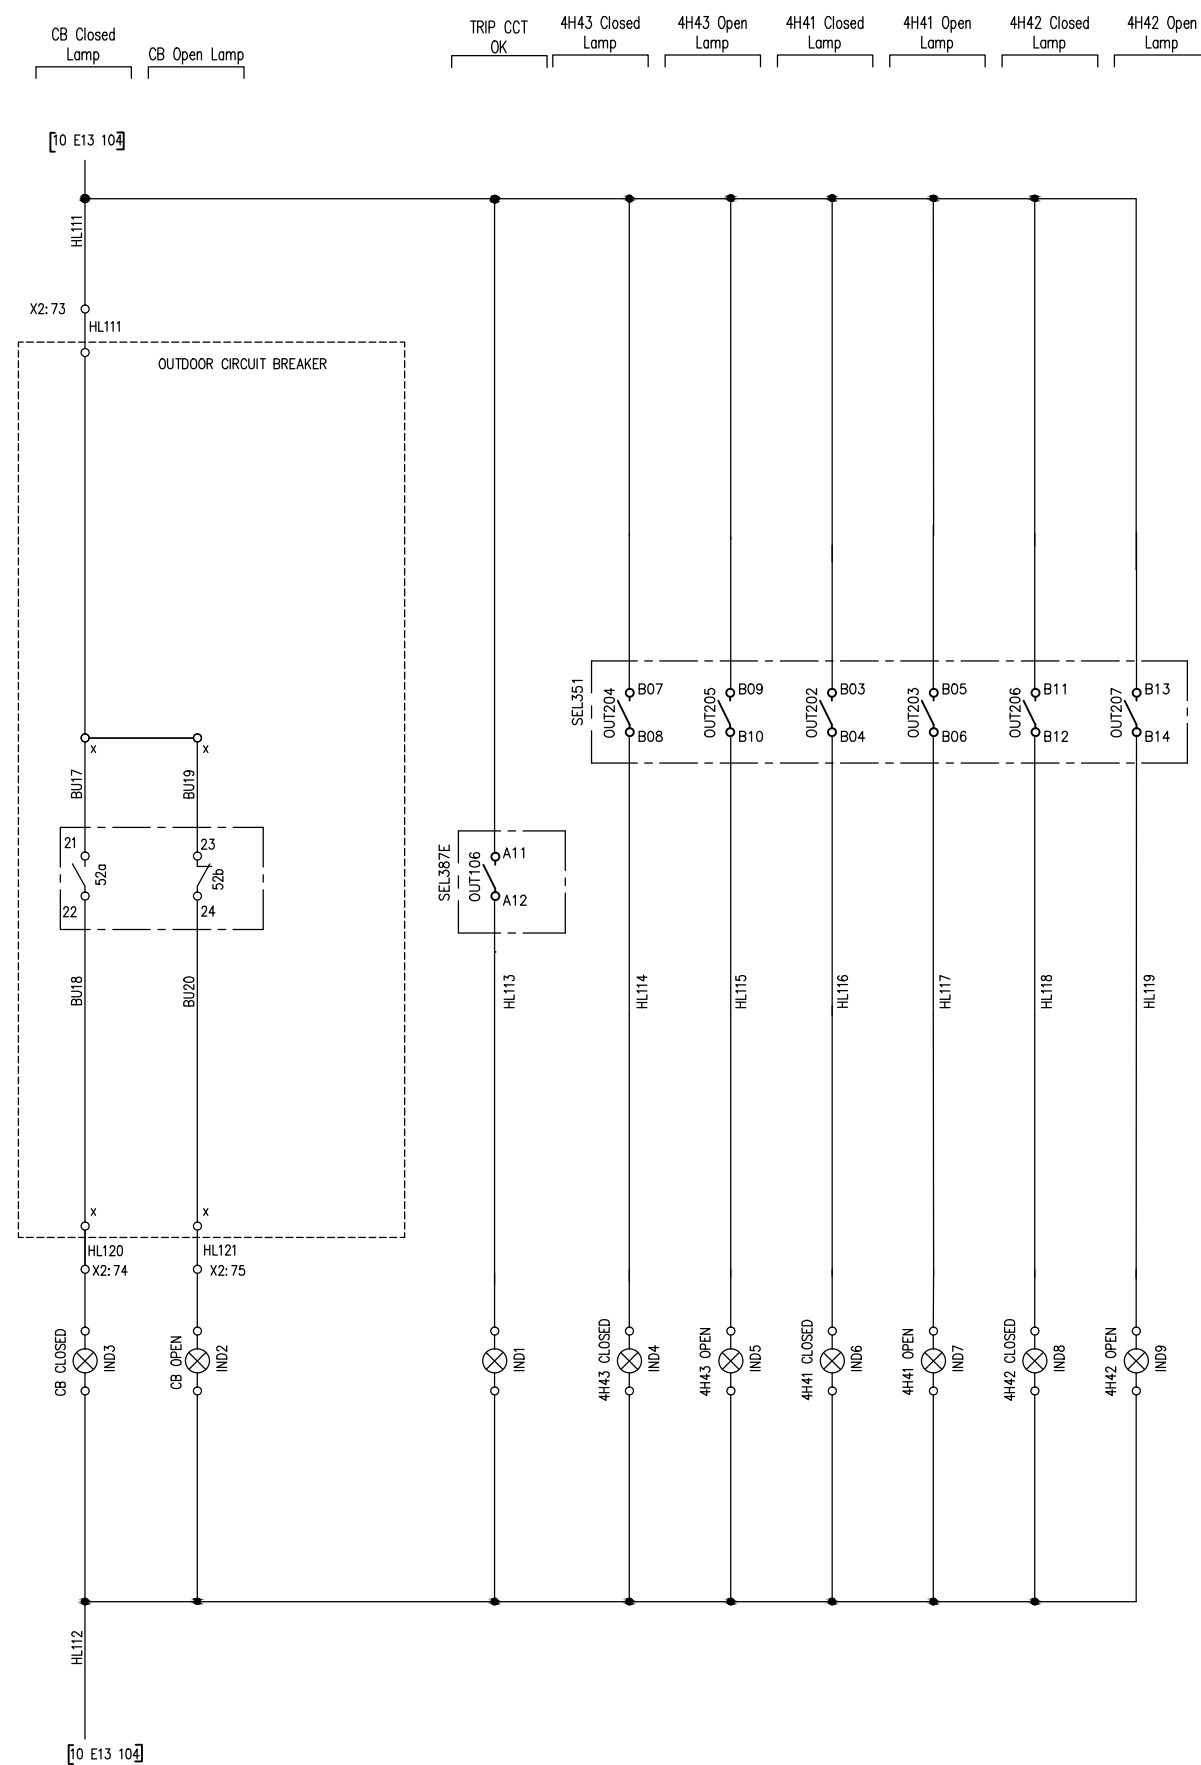 CB Closed
Lamp
CB Open Lamp
TRIP CCT
OK
4H43 Closed
Lamp
4H43 Open
Lamp
4H41 Closed
Lamp
4H41 Open
Lamp
4H42 Closed
Lamp
4H42 Open
Lamp
[10 E13 104]
HL111
X2:73
HL111
OUTDOOR CIRCUIT BREAKER
SEL351
OUT204
B07
B08
OUT205
B09
B10
OUT202
B03
B04
OUT203
B05
B06
OUT206
B11
B12
OUT207
B13
B14
x
x
BU17
BU19
21
52a
22
23
52b
24
SEL387E
OUT106
A11
A12
BU18
BU20
HL113
HL114
HL115
HL116
HL117
HL118
HL119
x
x
HL120
X2:74
HL121
X2:75
CB CLOSED
IND3
CB OPEN
IND2
IND1
4H43 CLOSED
IND4
4H43 OPEN
IND5
4H41 CLOSED
IND6
4H41 OPEN
IND7
4H42 CLOSED
IND8
4H42 OPEN
IND9
HL112
[10 E13 104]